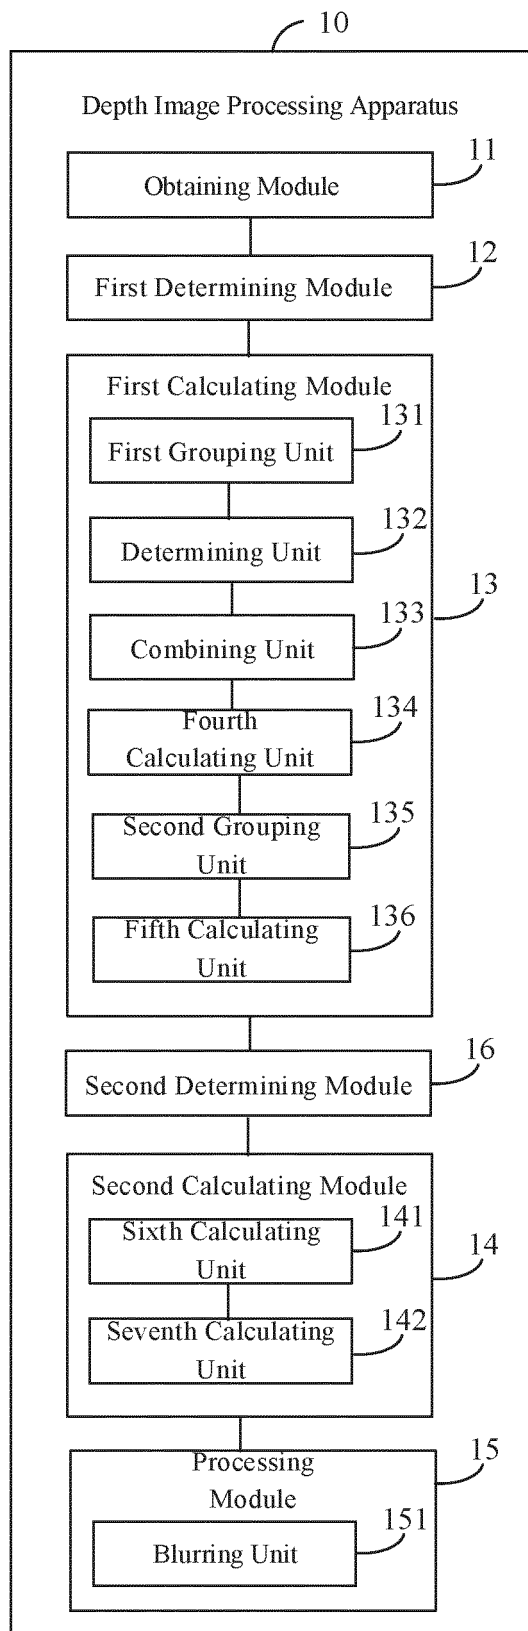 10
Depth Image Processing Apparatus
11
Obtaining Module
12
First Determining Module
First Calculating Module
131
First Grouping Unit
132
Determining Unit
13
133
Combining Unit
134
Fourth
Calculating Unit
135
Second Grouping
Unit
136
Fifth Calculating
Unit
16
Second Determining Module
Second Calculating Module
141
Sixth Calculating
Unit
14
142
Seventh Calculating
Unit
15
Processing
Module
151
Blurring Unit